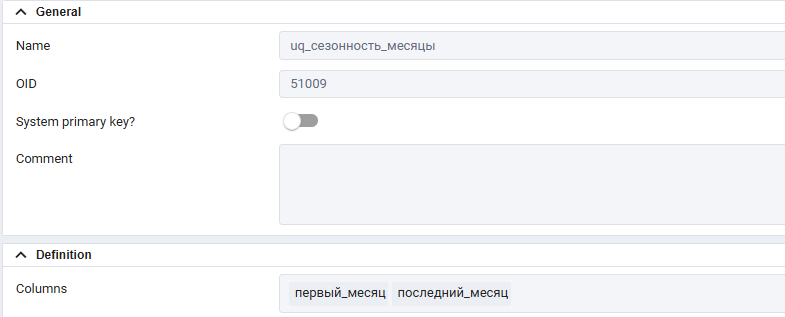 General
Name uq_сезонность_месяцы
OID 51009
System primary key?
Comment
Definition
Columns первый_месяц последний_месяц